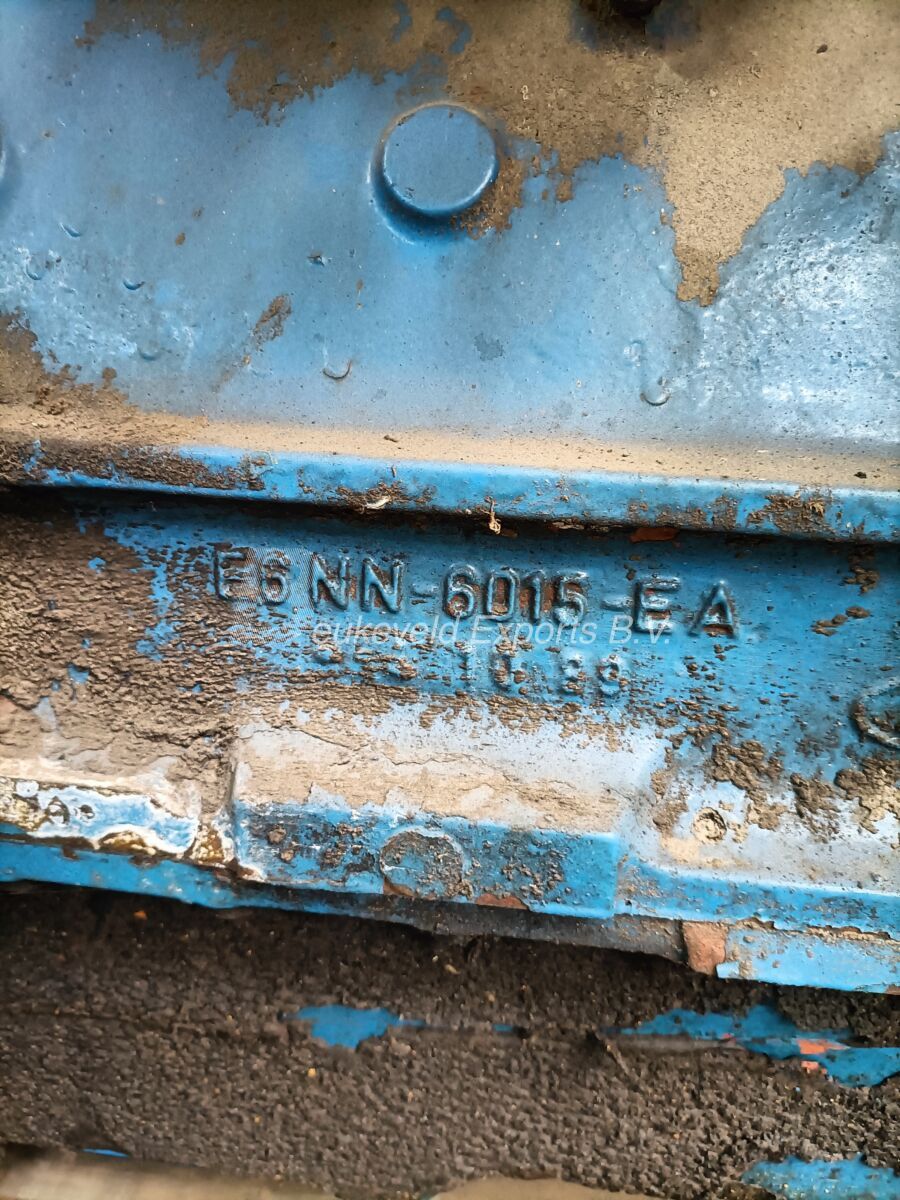 E6NN-6015-EA
eukeveld Exports B.V.